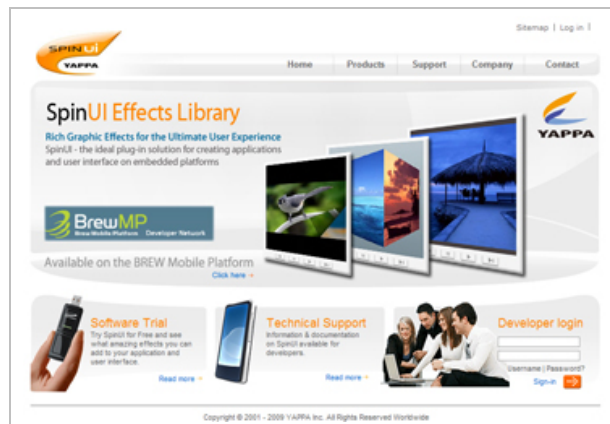 Sitemap | Log in |
SPIN UI
YAPPA
Home Products Support Company Contact
SpinUI Effects Library
Rich Graphic Effects for the Ultimate User Experience
SpinUI - the ideal plug-in solution for creating applications
and user interface on embedded platforms
YAPPA
BrewMP
Brew Mobile Platform Developer Network
Available on the BREW Mobile Platform
Click here
Software Trial
Try SpinUI for Free and see
what amazing effects you can
add to your application and
user interface.
Read more
Technical Support
Information & documentation
on SpinUI available for
developers.
Read more
Developer login
Username | Password?
Sign-in
Copyright © 2001 - 2009 YAPPA Inc. All Rights Reserved Worldwide